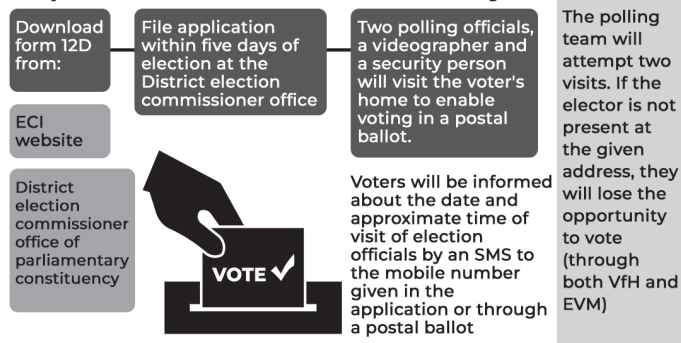 Download
form 12D
from:
ECI
website
District
election
commissioner
office of
parliamentary
constituency
File application
within five days of
election at the
District election
commissioner office
Two polling officials,
a videographer and
a security person
will visit the voter's
home to enable
voting in a postal
ballot.
VOTE
Voters will be informed
about the date and
approximate time of
visit of election
officials by an SMS to
the mobile number
given in the
application or through
a postal ballot
The polling
team will
attempt two
visits. If the
elector is not
present at
the given
address, they
will lose the
opportunity
to vote
(through
both VfH and
EVM)